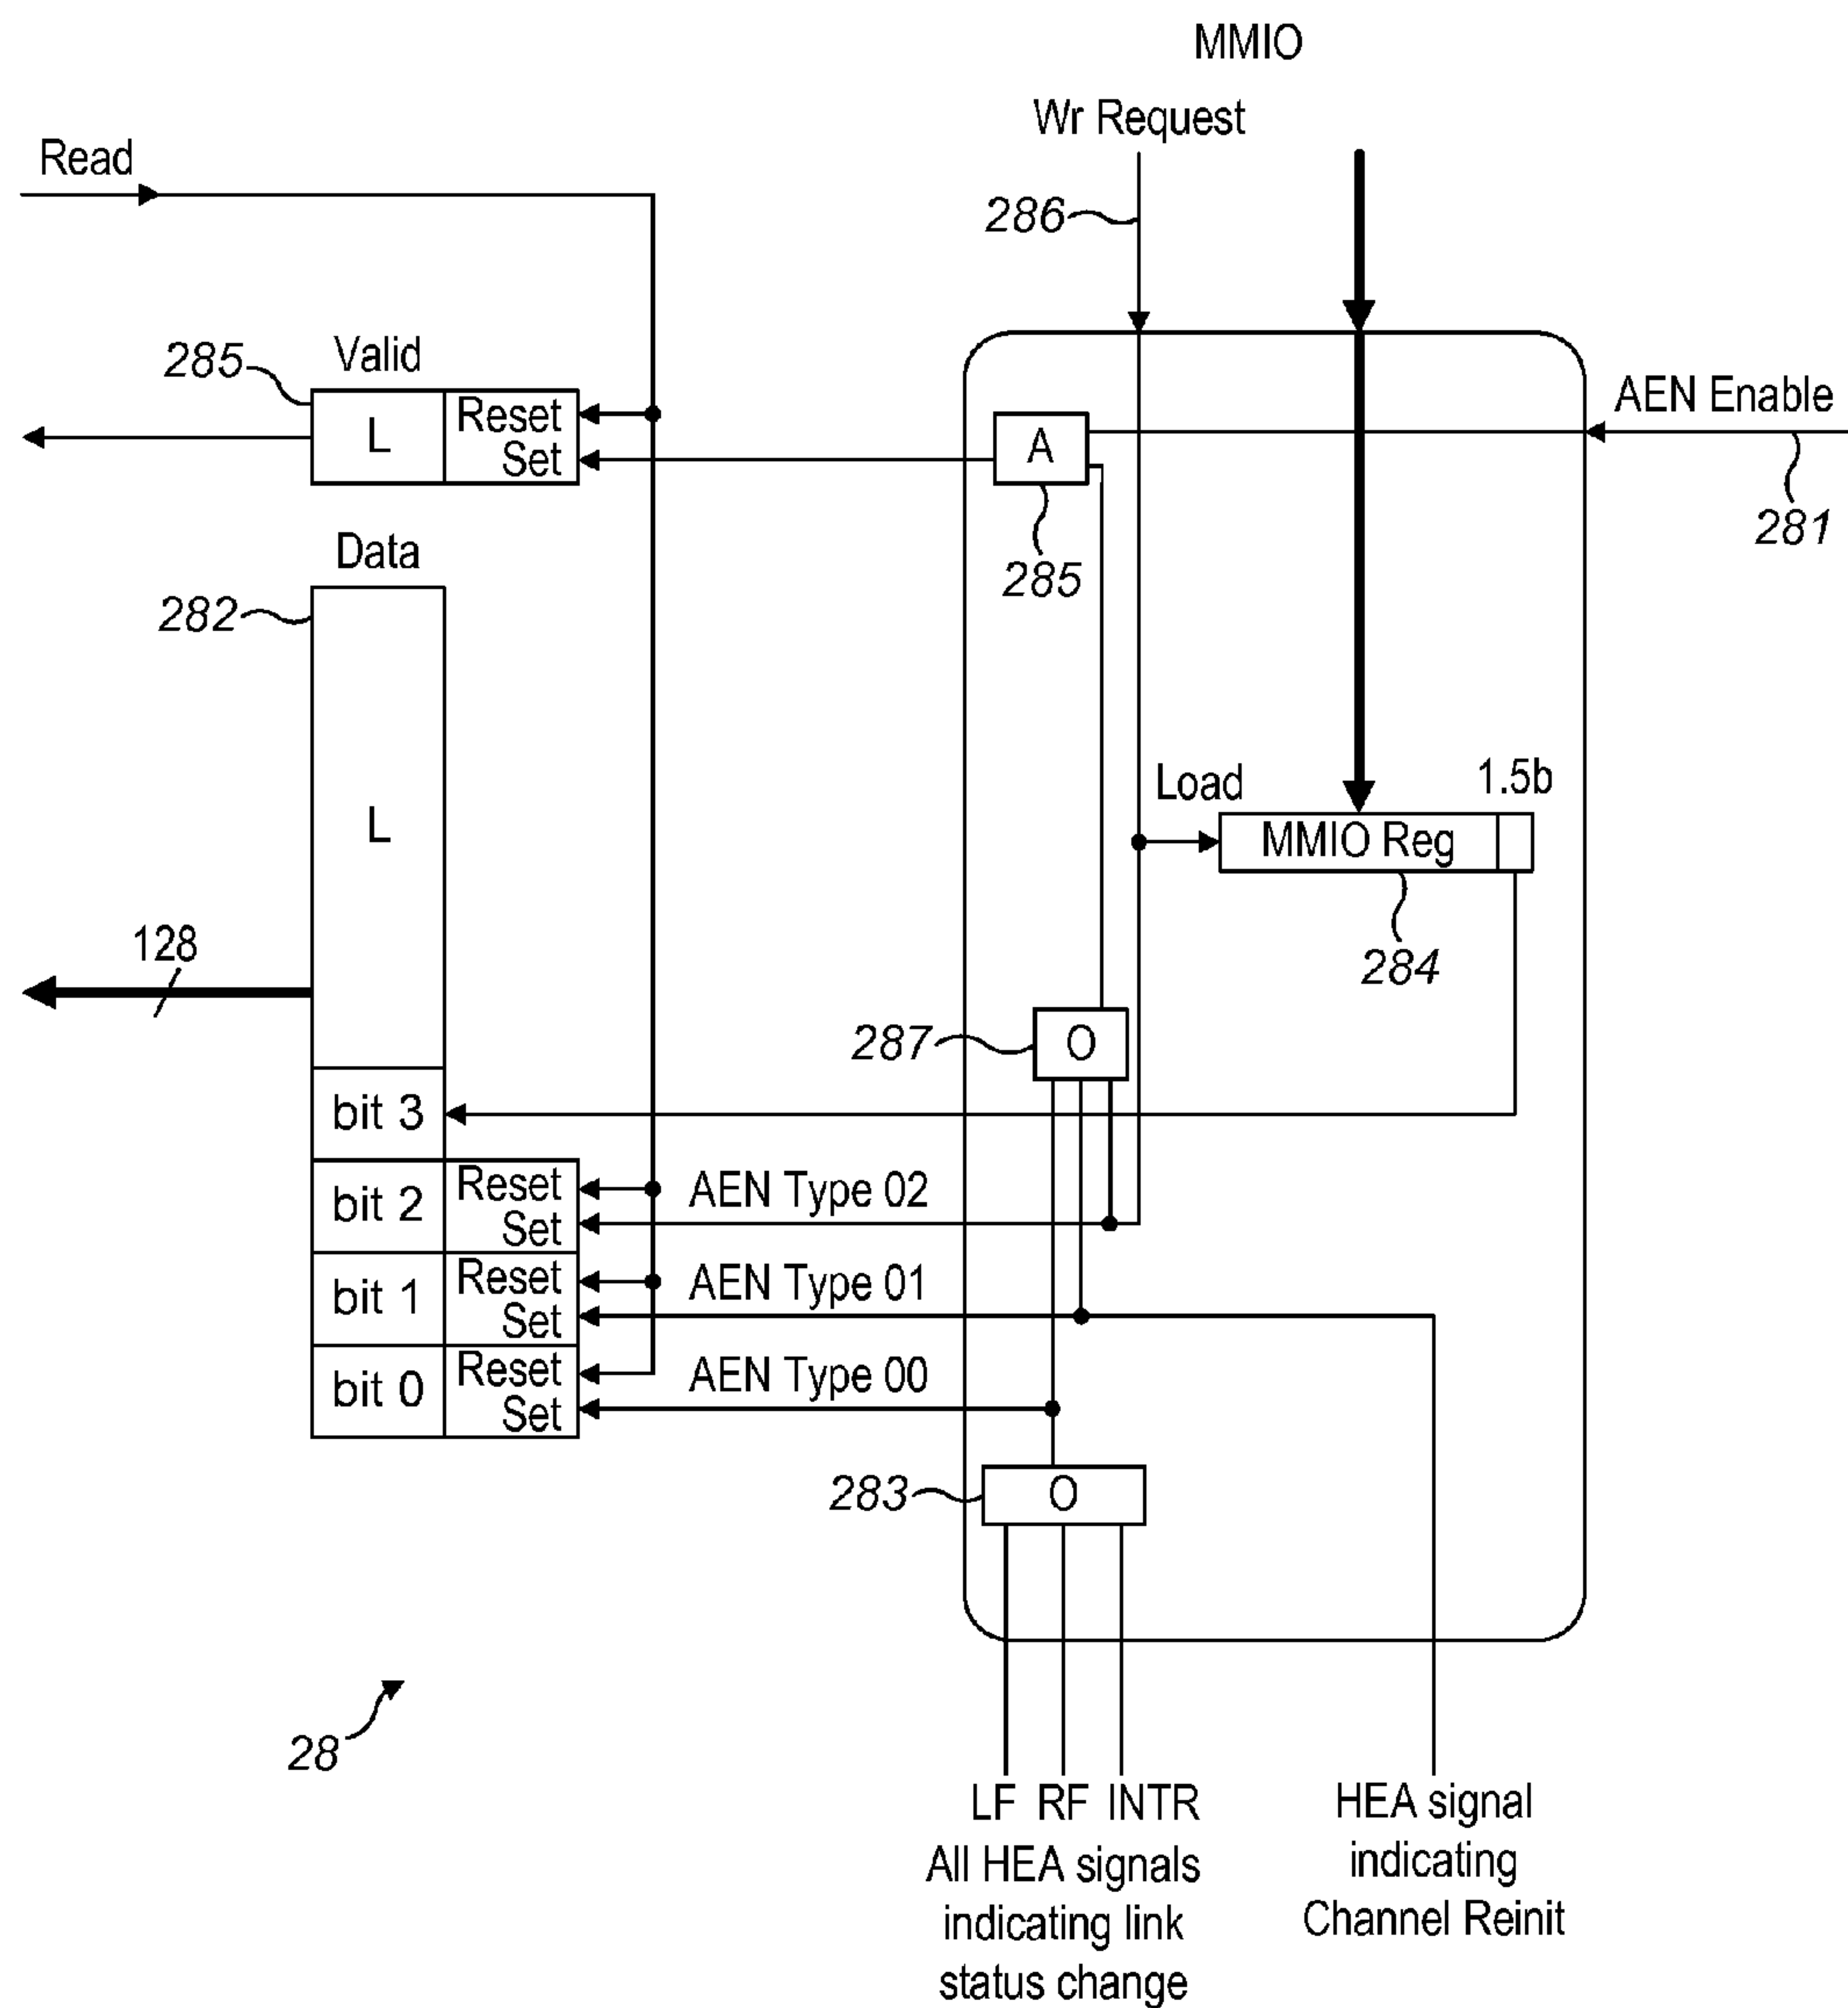 MMIO
Wr Request
Read
286
285
Valid
L
Reset
Set
A
285
AEN Enable
281
Data
282
L
Load
1.5b
MMIO Reg
284
128
287
O
bit 3
bit 2
Reset
Set
AEN Type 02
bit 1
Reset
Set
AEN Type 01
bit 0
Reset
Set
AEN Type 00
283
O
28
LF RF INTR
All HEA signals
indicating link
status change
HEA signal
indicating
Channel Reinit